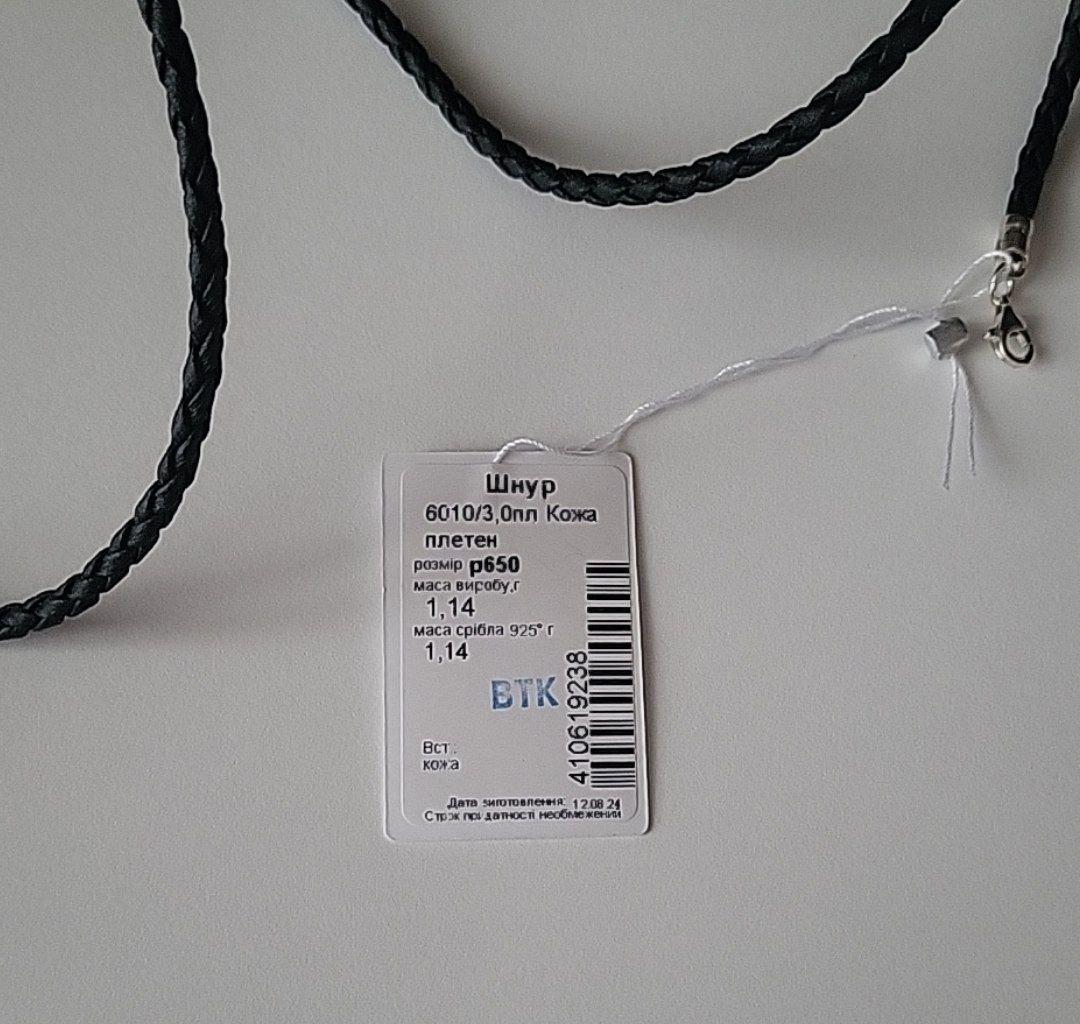 Шнур
6010/3,0пл Кожа
плетен
розмір р650
маса виробу,г
1,14
маса срібла 925° г
1,14
ВТК
410619238
Вст.:
кожа
Дата виготовлення: 12.08.24
Строк придатності необмежений